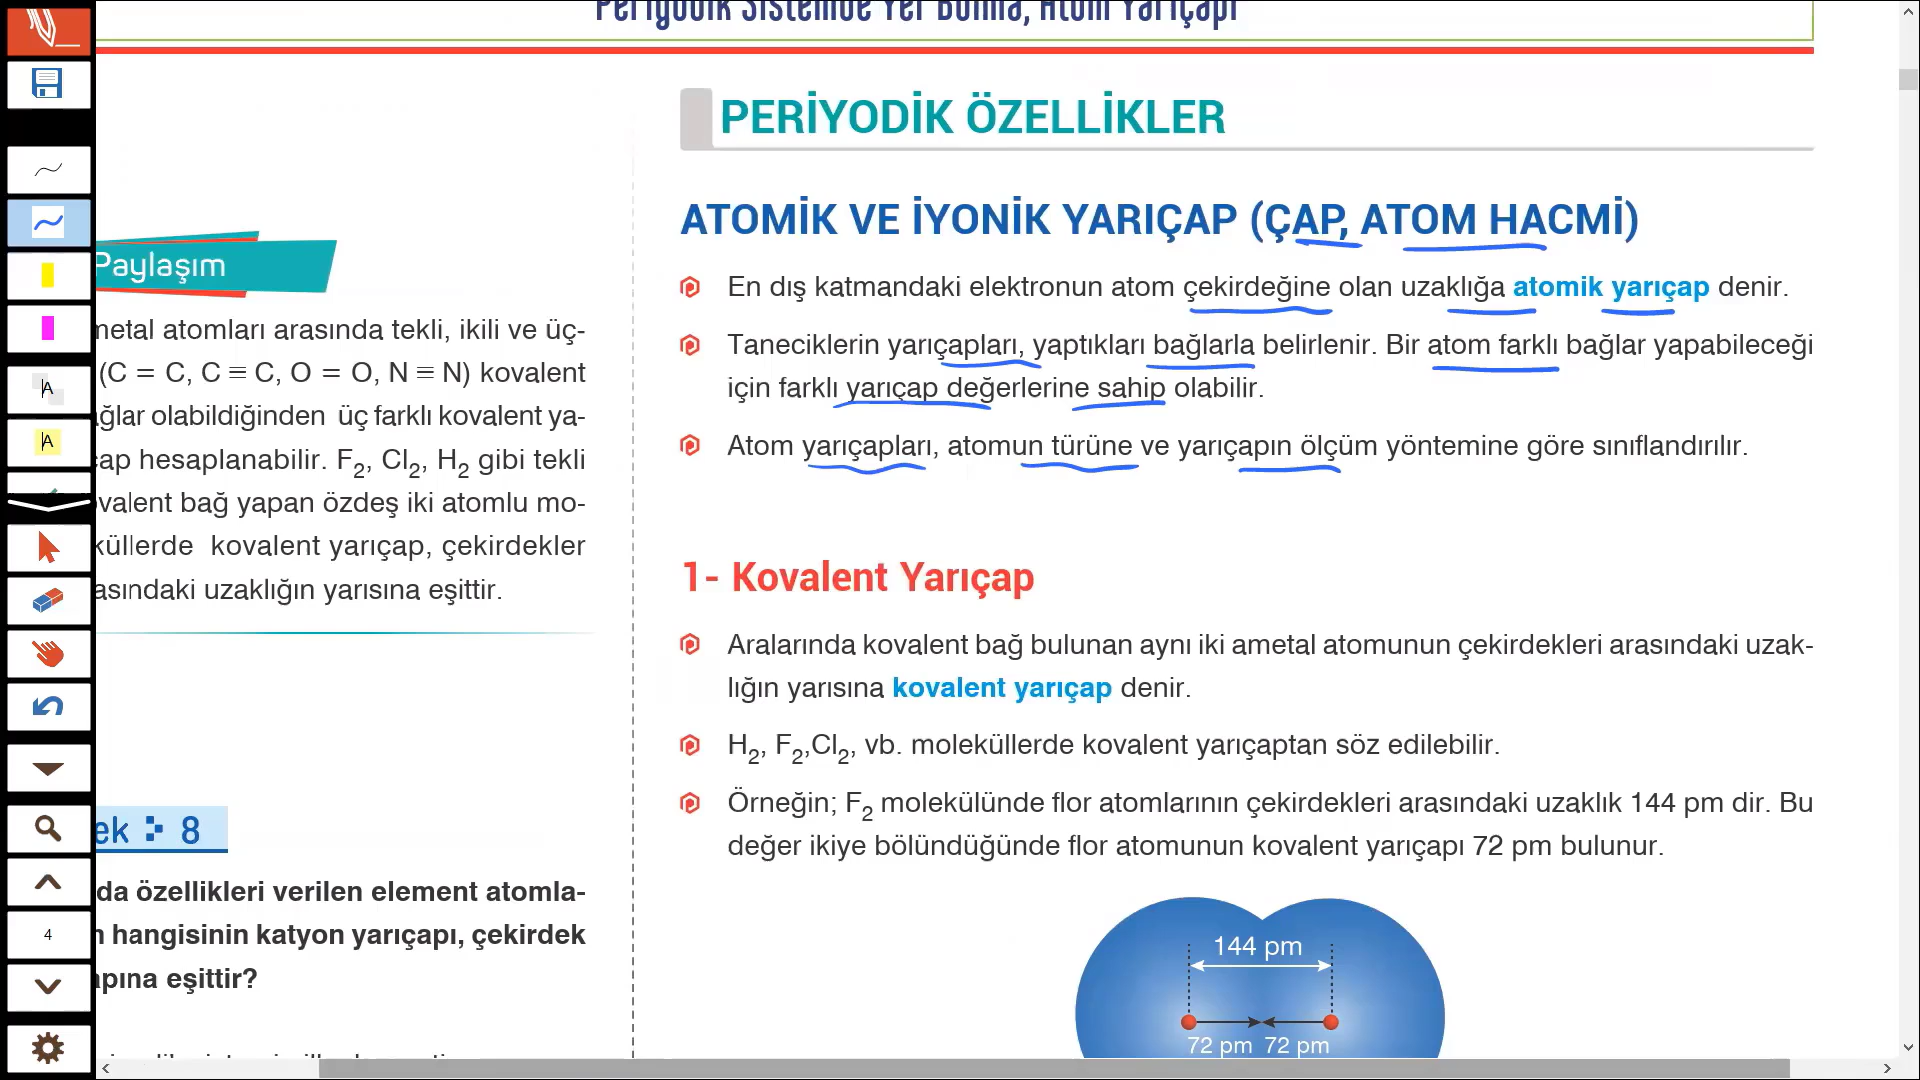 Periyodik Sistemde Yer Bulma, Atom Yarıçapı
PERİYODİK ÖZELLİKLER
ATOMİK VE İYONİK YARIÇAP (ÇAP, ATOM HACMİ)
En dış katmandaki elektronun atom çekirdeğine olan uzaklığa atomik yarıçap denir.
Taneciklerin yarıçapları, yaptıkları bağlarla belirlenir. Bir atom farklı bağlar yapabileceği
için farklı yarıçap değerlerine sahip olabilir.
Atom yarıçapları, atomun türüne ve yarıçapın ölçüm yöntemine göre sınıflandırılır.
1- Kovalent Yarıçap
Aralarında kovalent bağ bulunan aynı iki ametal atomunun çekirdekleri arasındaki uzak-
lığın yarısına kovalent yarıçap denir.
H₂, F₂,Cl₂, vb. moleküllerde kovalent yarıçaptan söz edilebilir.
Örneğin; F₂ molekülünde flor atomlarının çekirdekleri arasındaki uzaklık 144 pm dir. Bu
değer ikiye bölündüğünde flor atomunun kovalent yarıçapı 72 pm bulunur.
144 pm
72 pm 72 pm
Paylaşım
metal atomları arasında tekli, ikili ve üç-
(C = C, C ≡ C, O = O, N ≡ N) kovalent
ağlar olabildiğinden üç farklı kovalent ya-
çap hesaplanabilir. F₂, Cl₂, H₂ gibi tekli
ovalent bağ yapan özdeş iki atomlu mo-
küllerde kovalent yarıçap, çekirdekler
asındaki uzaklığın yarısına eşittir.
ek 8
da özellikleri verilen element atomla-
n hangisinin katyon yarıçapı, çekirdek
apına eşittir?
A
A
4